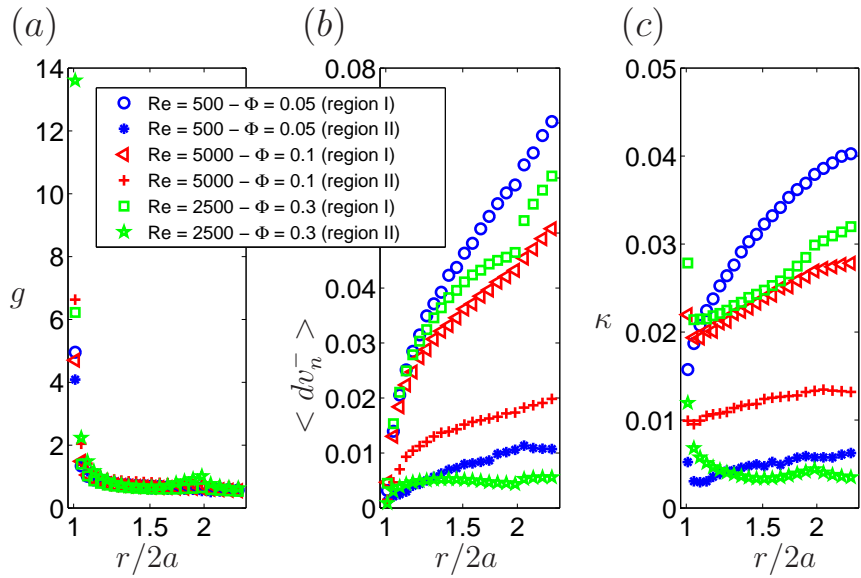 (a)
(b)
(c)
14
12
10
8
6
4
2
0
g
1
1.5
2
r/2a
Re = 500 − Φ = 0.05 (region I)
Re = 500 − Φ = 0.05 (region II)
Re = 5000 − Φ = 0.1 (region I)
Re = 5000 − Φ = 0.1 (region II)
Re = 2500 − Φ = 0.3 (region I)
Re = 2500 − Φ = 0.3 (region II)
0.08
0.04
0.02
0.01
0
< dv_n^- >
1
1.5
2
r/2a
0.05
0.04
0.03
0.02
0.01
0
κ
1
1.5
2
r/2a